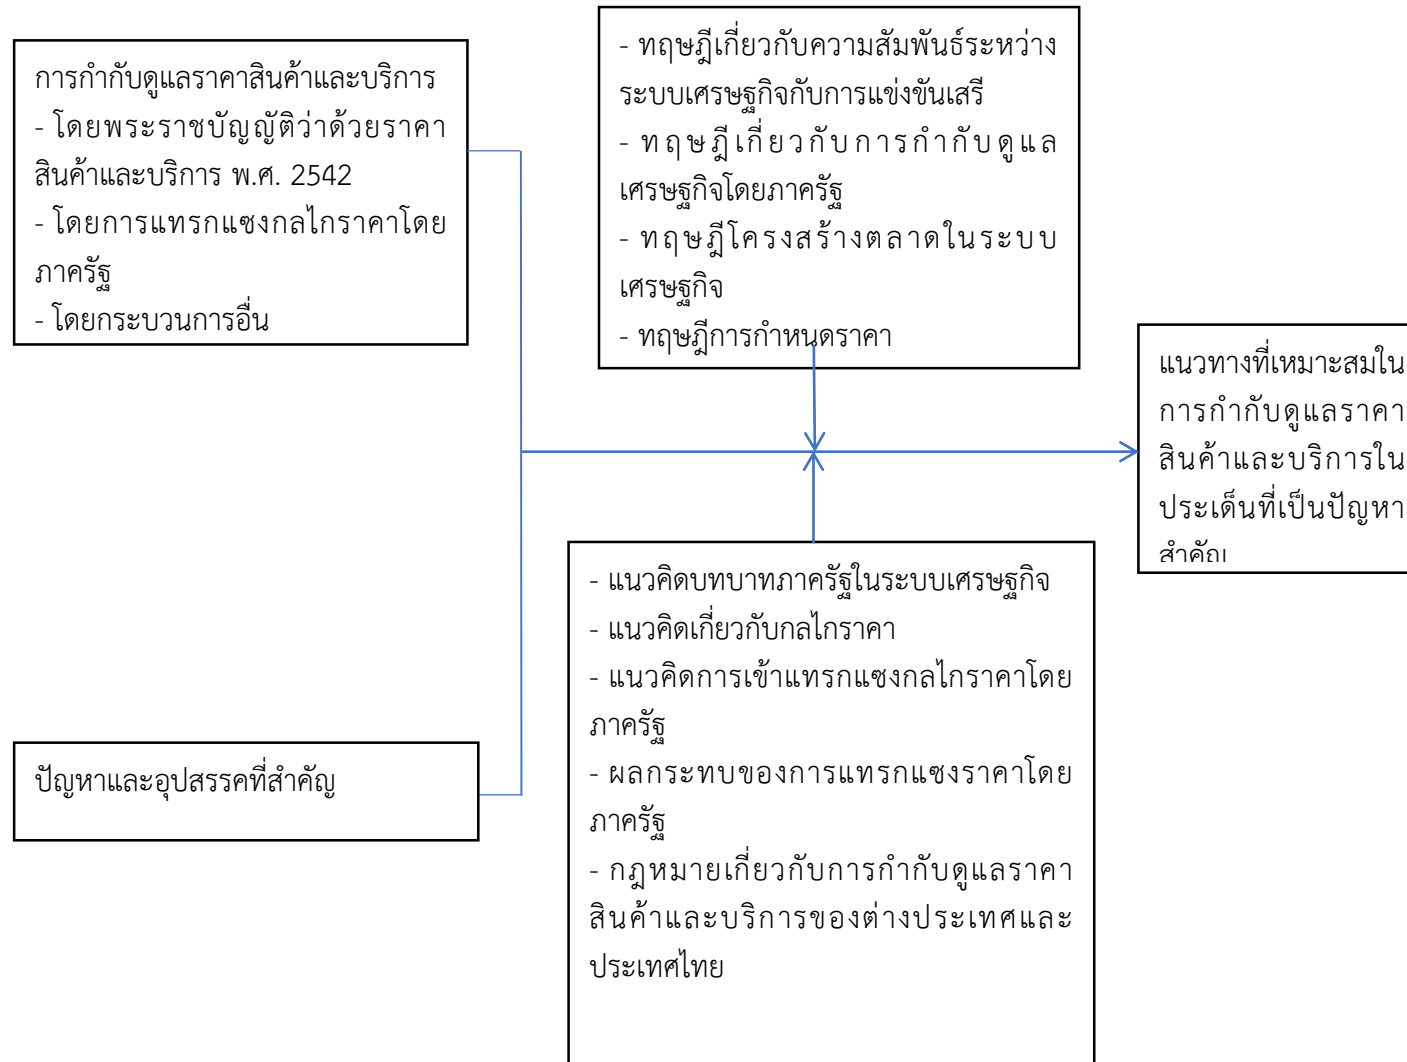 การกำกับดูแลราคาสินค้าและบริการ
- โดยพระราชบัญญัติว่าด้วยราคา
สินค้าและบริการ พ.ศ. 2542
- โดยการแทรกแซงกลไกราคาโดย
ภาครัฐ
- โดยกระบวนการอื่น
- ทฤษฎีเกี่ยวกับความสัมพันธ์ระหว่าง
ระบบเศรษฐกิจกับการแข่งขันเสรี
- ทฤษฎีเกี่ยวกับการกำกับดูแล
เศรษฐกิจโดยภาครัฐ
- ทฤษฎีโครงสร้างตลาดในระบบ
เศรษฐกิจ
- ทฤษฎีการกำหนดราคา
แนวทางที่เหมาะสมใน
การกำกับดูแลราคา
สินค้าและบริการใน
ประเด็นที่เป็นปัญหา
สำคัญ
ปัญหาและอุปสรรคที่สำคัญ
- แนวคิดบทบาทภาครัฐในระบบเศรษฐกิจ
- แนวคิดเกี่ยวกับกลไกราคา
- แนวคิดการเข้าแทรกแซงกลไกราคาโดย
ภาครัฐ
- ผลกระทบของการแทรกแซงราคาโดย
ภาครัฐ
- กฎหมายเกี่ยวกับการกำกับดูแลราคา
สินค้าและบริการของต่างประเทศและ
ประเทศไทย